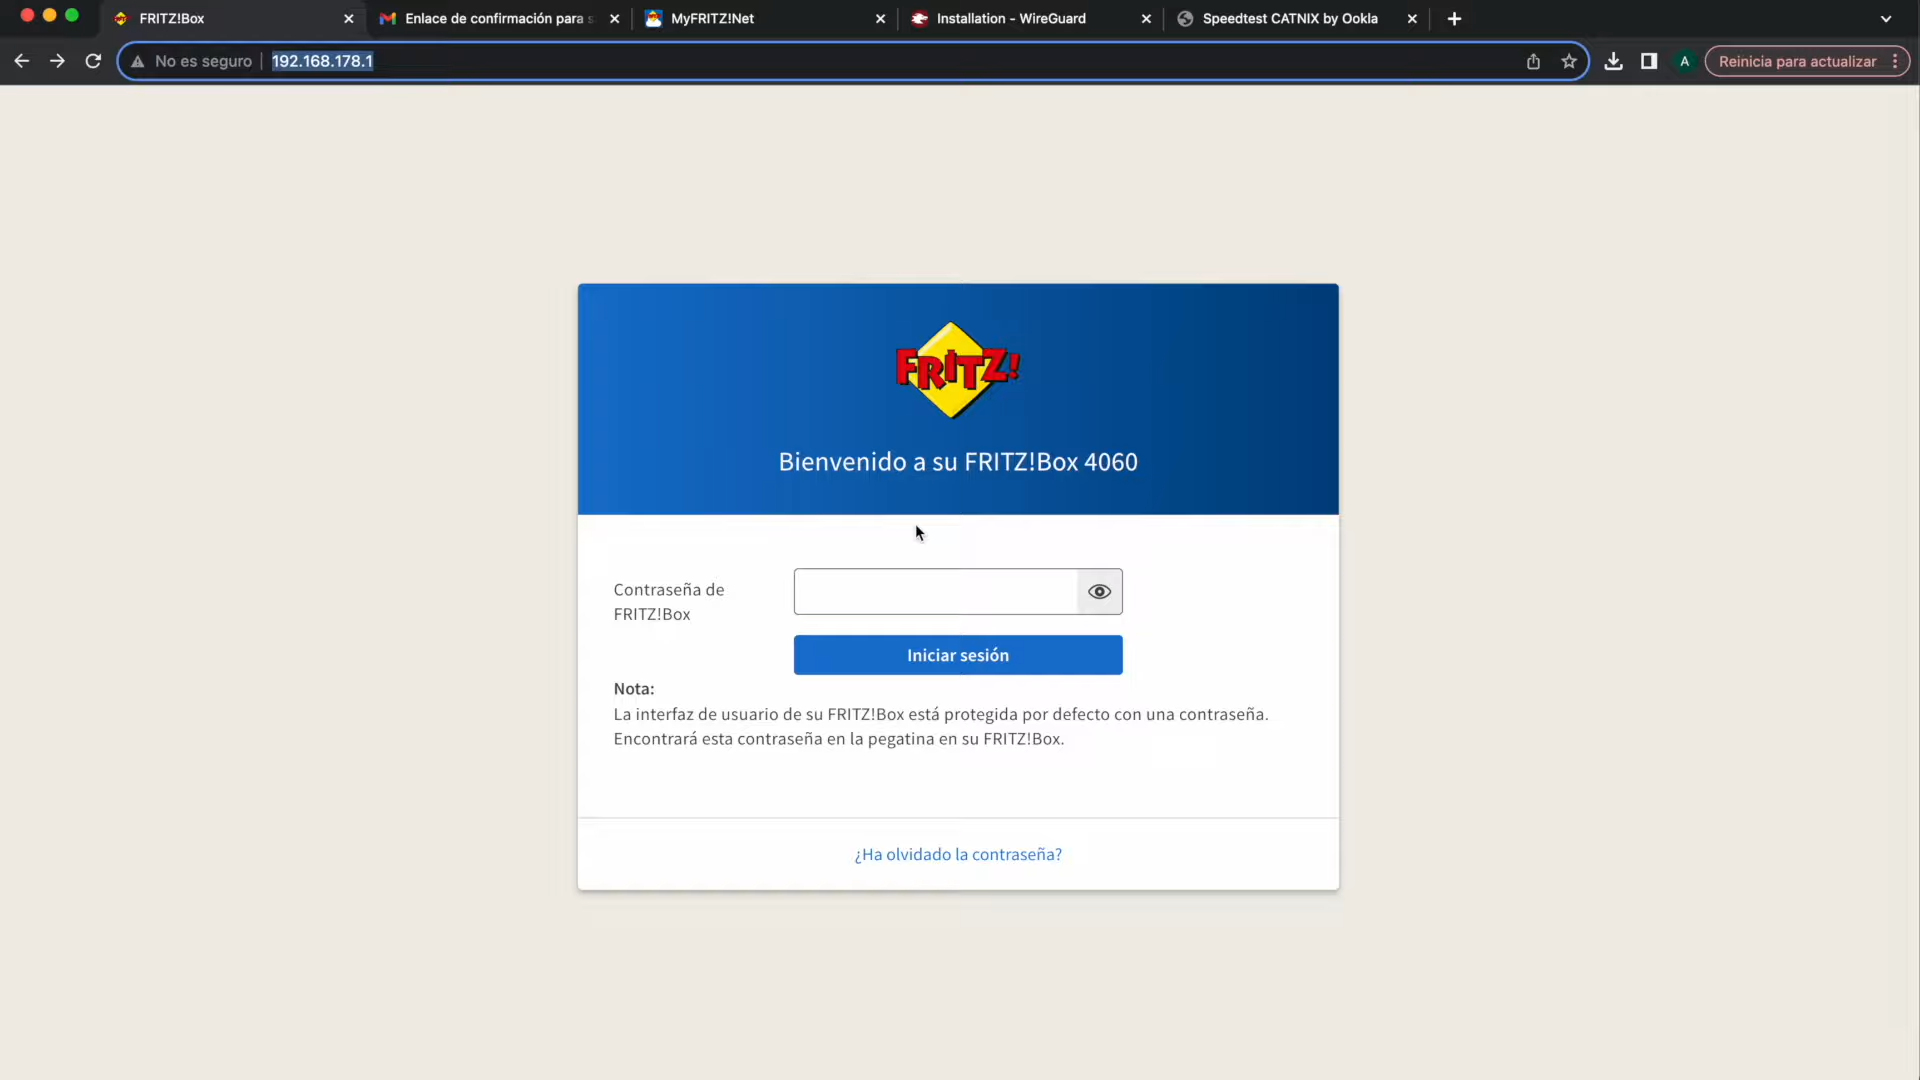 FRITZ!Box
Enlace de confirmación para s
MyFRITZ!Net
Installation - WireGuard
Speedtest CATNIX by Ookla
No es seguro
192.168.178.1
A
Reinicia para actualizar
FRITZ!
Bienvenido a su FRITZ!Box 4060
Contraseña de
FRITZ!Box
Iniciar sesión
Nota:
La interfaz de usuario de su FRITZ!Box está protegida por defecto con una contraseña.
Encontrará esta contraseña en la pegatina en su FRITZ!Box.
¿Ha olvidado la contraseña?